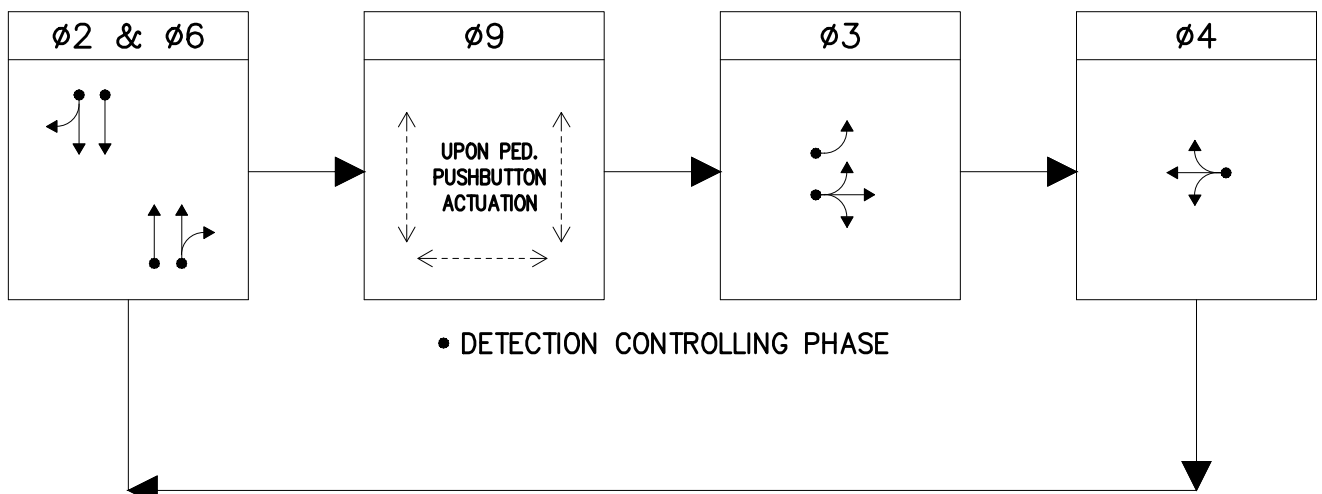 ø2 & ø6
ø9
ø3
ø4
UPON PED.
PUSHBUTTON
ACTUATION
DETECTION CONTROLLING PHASE